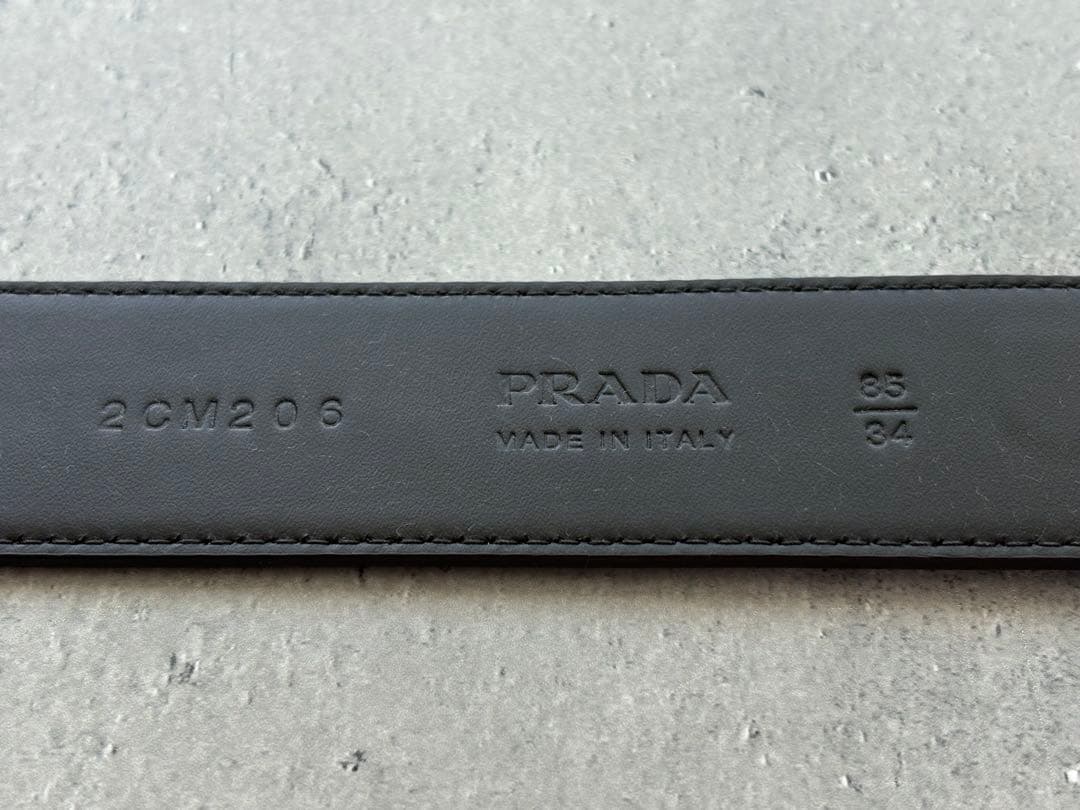 2CM206
PRADA
MADE IN ITALY
85
34